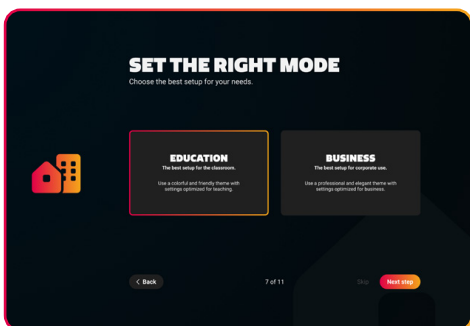 SET THE RIGHT MODE
Choose the best setup for your needs.
EDUCATION
The best setup for the classroom.
Use a colorful and friendly theme with
settings optimized for teaching.
BUSINESS
The best setup for corporate use.
Use a professional and elegant theme with
settings optimized for business.
< Back
7 of 11
Skip
Next step